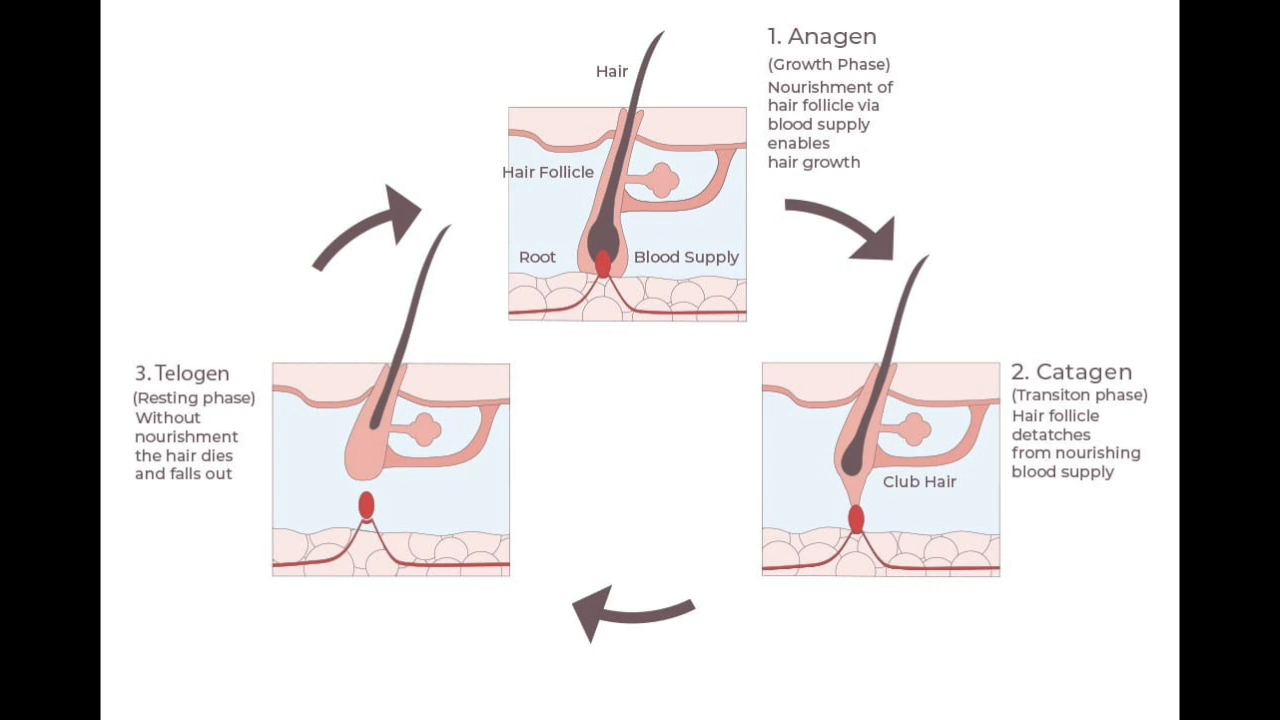 Hair
Hair Follicle
Root
Blood Supply
1. Anagen
(Growth Phase)
Nourishment of
hair follicle via
blood supply
enables
hair growth
2. Catagen
(Transiton phase)
Hair follicle
detatches
from nourishing
blood supply
Club Hair
3. Telogen
(Resting phase)
Without
nourishment
the hair dies
and falls out